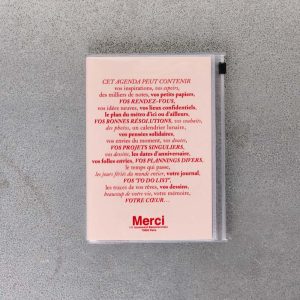 CET AGENDA PEUT CONTENIR
vos inspirations, vos espoirs,
des milliers de notes, vos petits papiers,
VOS RENDEZ-VOUS,
vos idées neuves, vos lieux confidentiels,
le plan du métro d'ici ou d'ailleurs,
VOS BONNES RÉSOLUTIONS, vos souhaits,
des photos, un calendrier lunaire,
vos pensées solidaires,
vos envies du moment, vos
VOS PROJETS SINGULIERS,
vos dessins, les dates d'anniversaire,
vos folles envies, VOS PLANNINGS DIVERS,
le temps qui passe,
les jours fériés du monde entier, votre journal,
VOS "TO DO LIST",
les traces de vos rêves, vos dessins,
beaucoup de votre vie, votre mémoire,
VOTRE CŒUR...
Merci